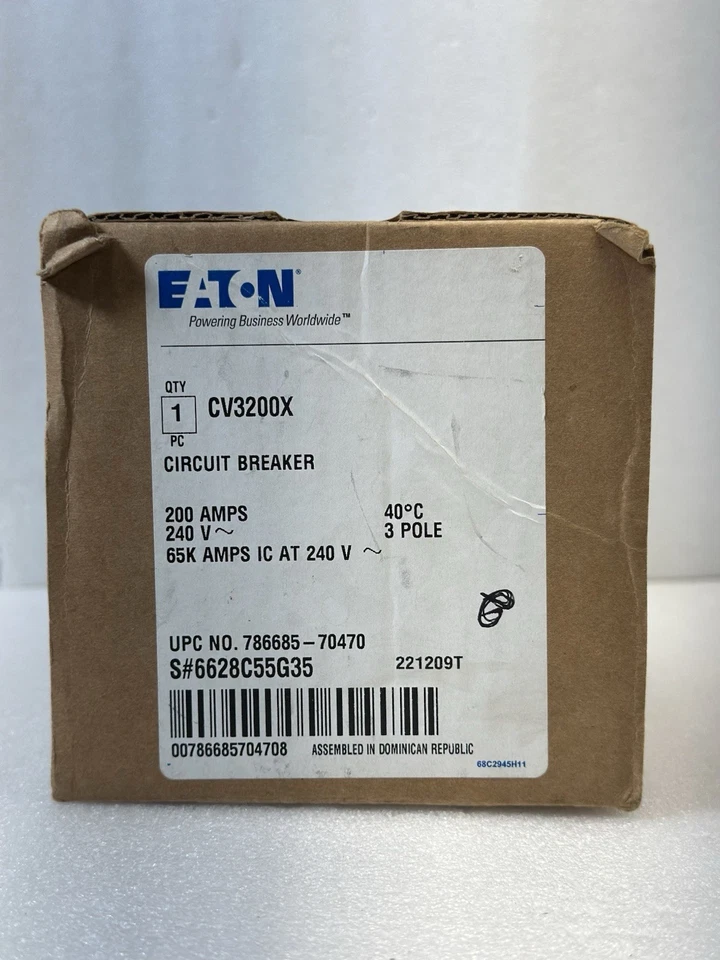 EATON®
Powering Business Worldwide™
QTY
1 CV3200X
PC
CIRCUIT BREAKER
200 AMPS 40°C
240 V~ 3 POLE
65K AMPS IC AT 240 V ~
UPC NO. 786685-70470
S#6628C55G35 221209T
00786685704708 ASSEMBLED IN DOMINICAN REPUBLIC
68C2945H11